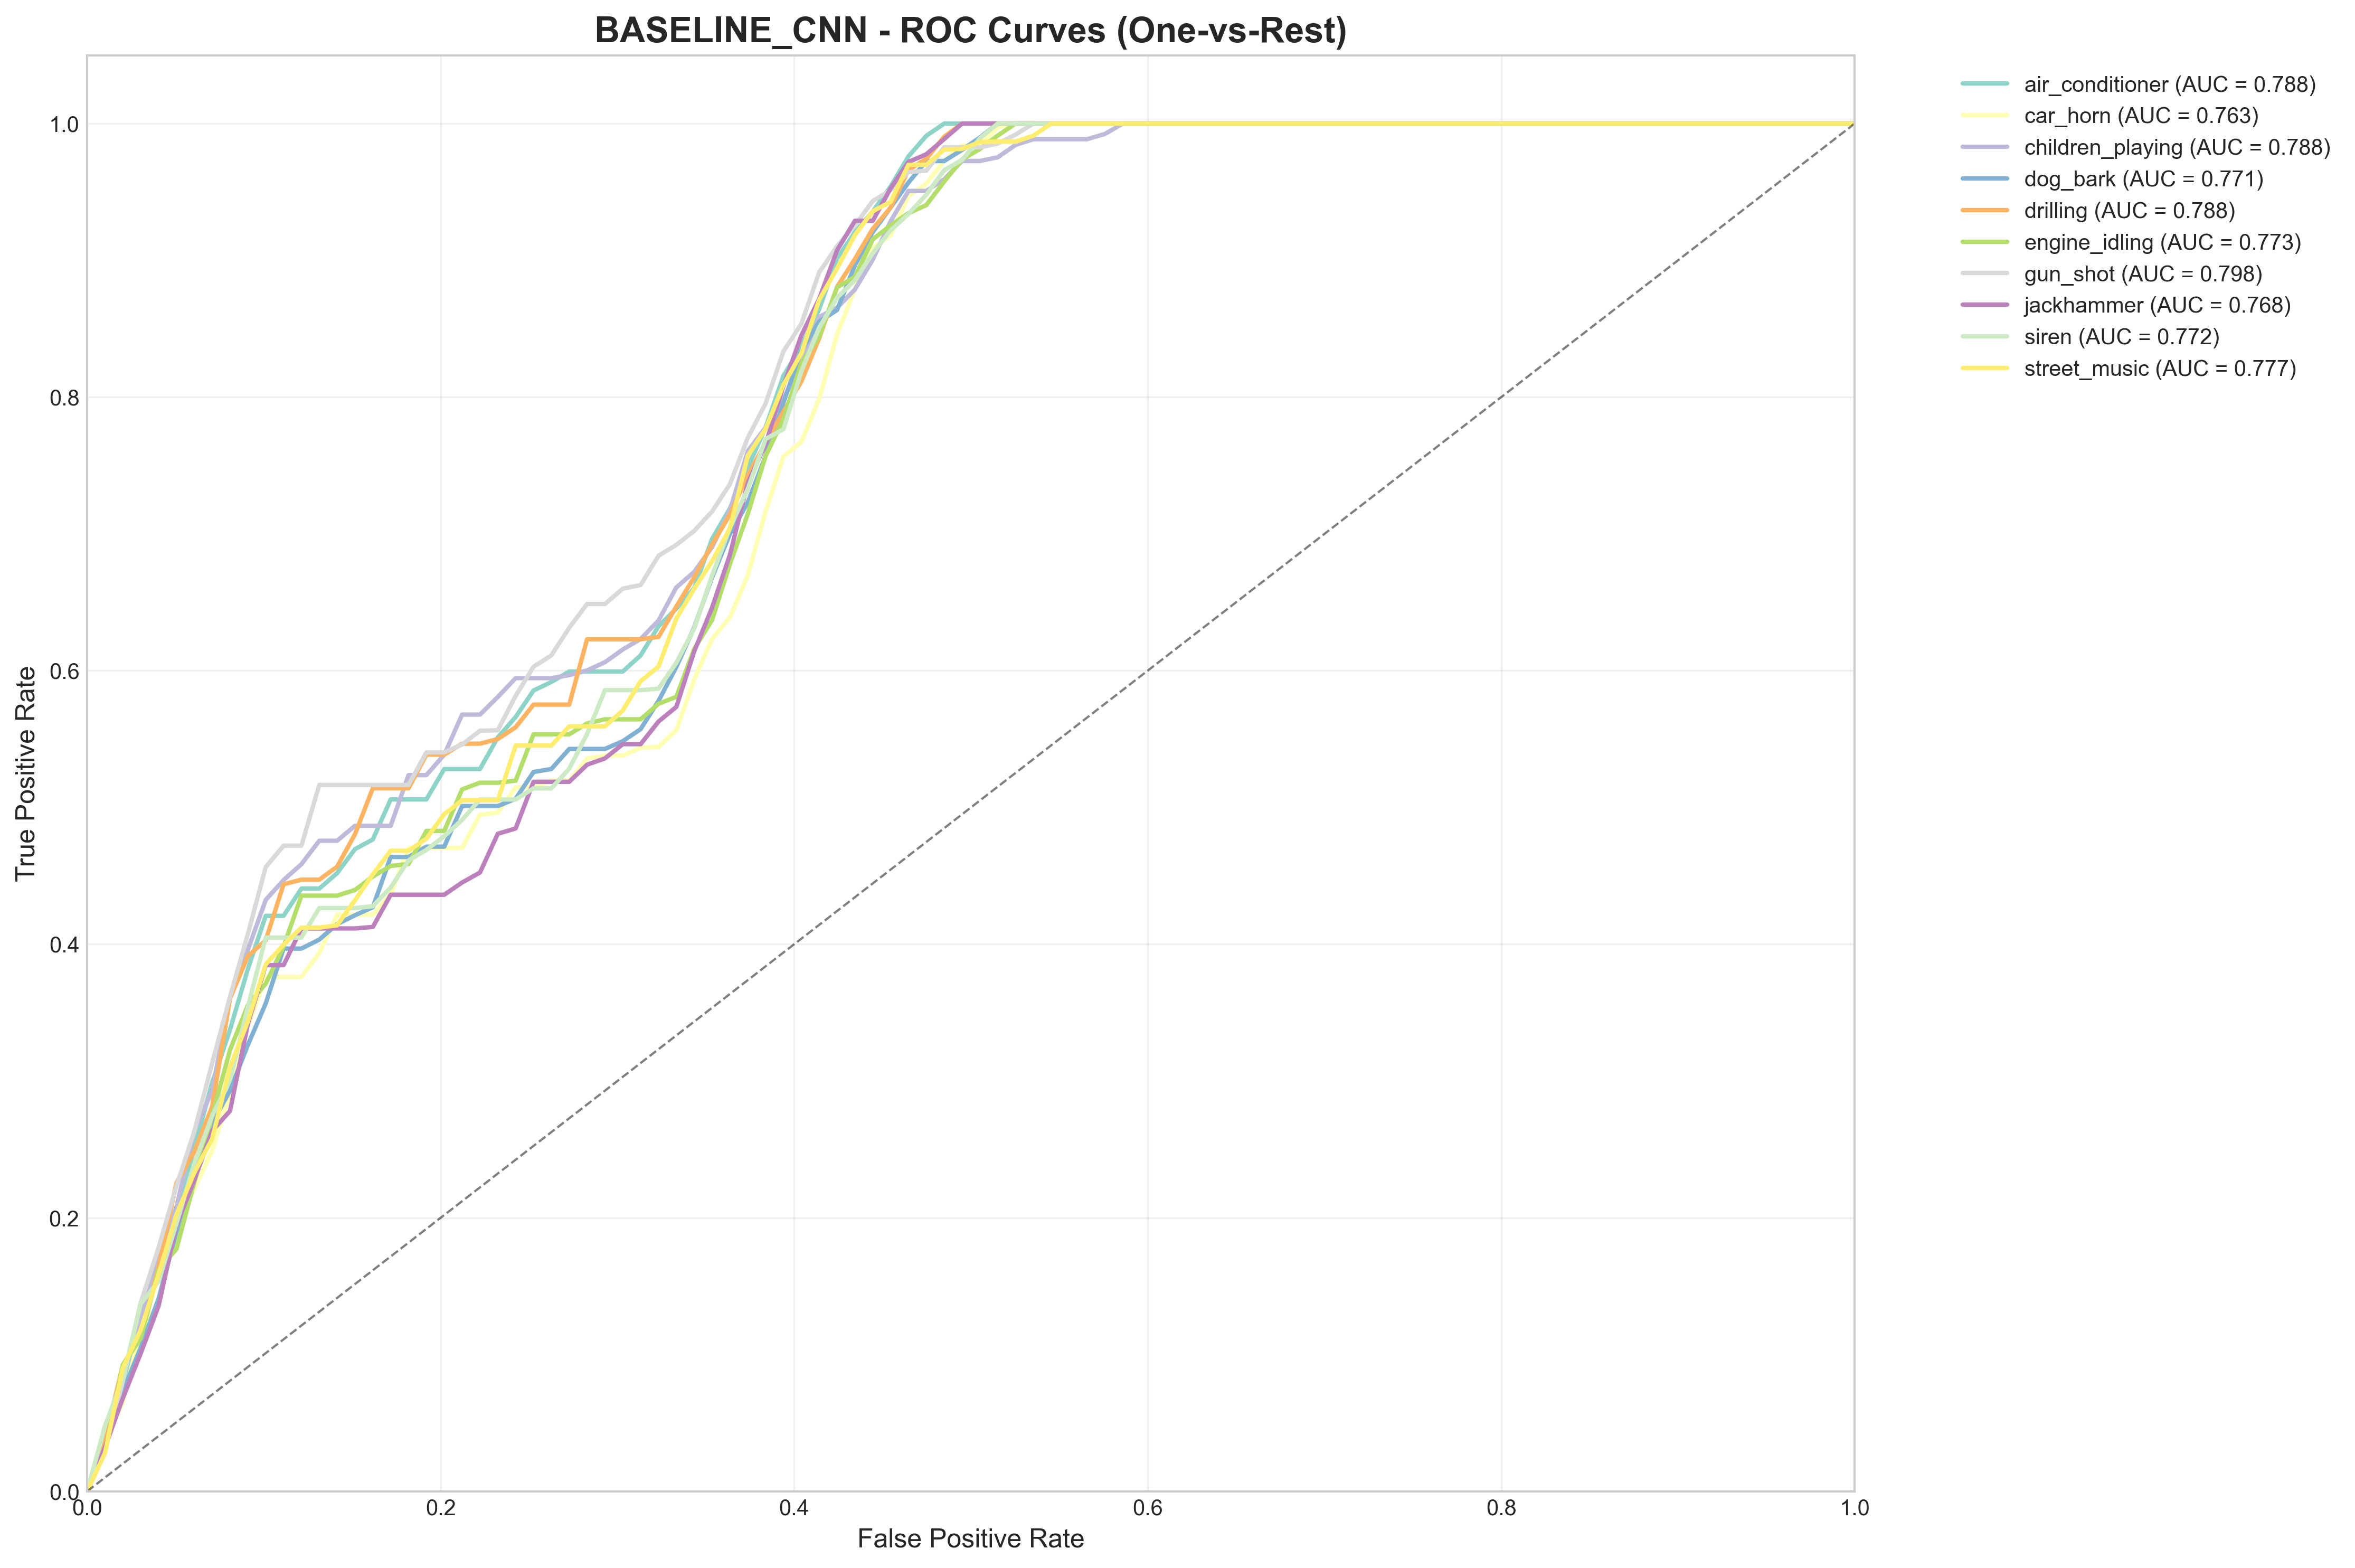 BASELINE_CNN - ROC Curves (One-vs-Rest)
air_conditioner (AUC = 0.788)
car_horn (AUC = 0.763)
children_playing (AUC = 0.788)
dog_bark (AUC = 0.771)
drilling (AUC = 0.788)
engine_idling (AUC = 0.773)
gun_shot (AUC = 0.798)
jackhammer (AUC = 0.768)
siren (AUC = 0.772)
street_music (AUC = 0.777)
1.0
0.8
0.6
0.4
0.2
0.0
True Positive Rate
0.0 0.2 0.4 0.6 0.8 1.0
False Positive Rate